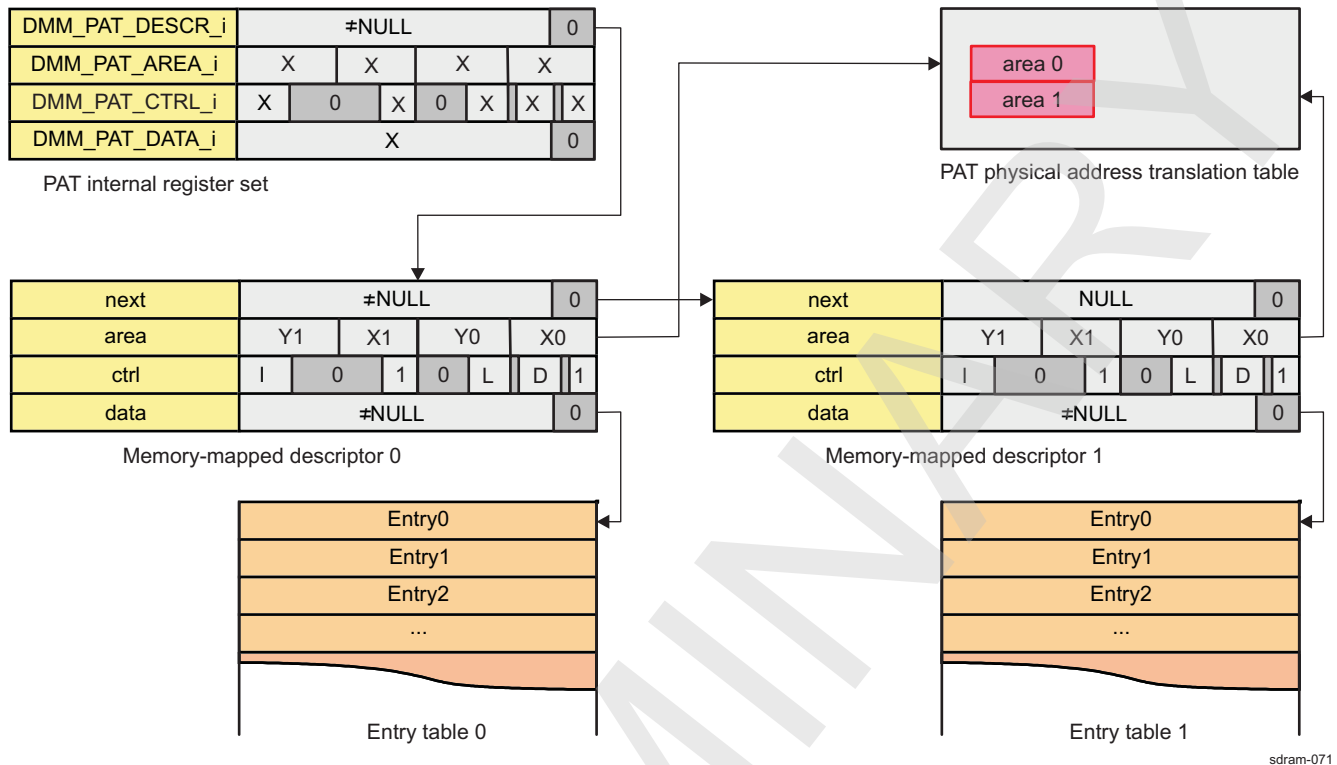 DMM_PAT_DESCR_i ≠NULL 0
DMM_PAT_AREA_i X X X X
DMM_PAT_CTRL_i X 0 X 0 X X X
DMM_PAT_DATA_i X 0
PAT internal register set
area 0
area 1
PAT physical address translation table
next ≠NULL 0
area Y1 X1 Y0 X0
ctrl I 0 1 0 L D 1
data ≠NULL 0
Memory-mapped descriptor 0
next NULL 0
area Y1 X1 Y0 X0
ctrl I 0 1 0 L D 1
data ≠NULL 0
Memory-mapped descriptor 1
Entry0
Entry1
Entry2
...
Entry table 0
Entry0
Entry1
Entry2
...
Entry table 1
sdram-071
MINARY